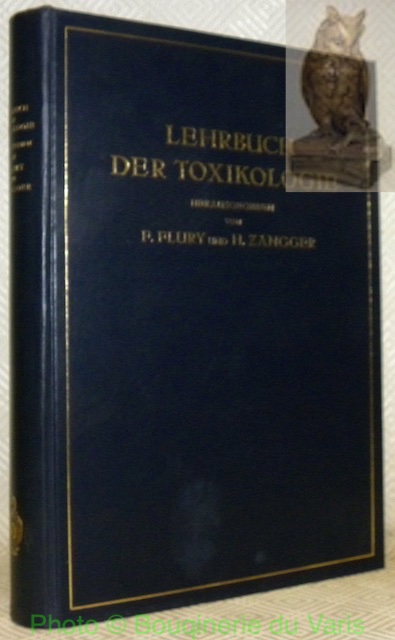 LEHRBUCH
DER TOXIKOLOGIE
HERAUSGEGEBEN
VON
F. FLURY UND H. ZANGGER
Photo © Bouquinerie du Varis